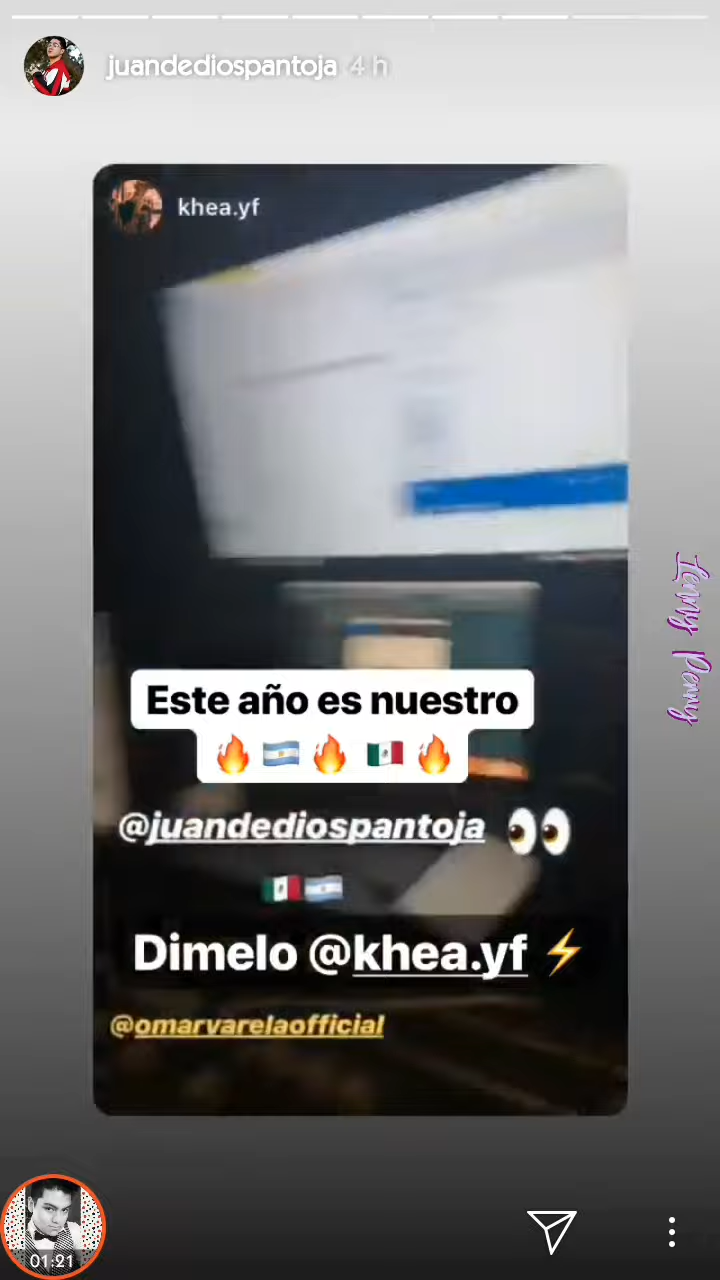 juandediospantoja 4 h
khea.yf
Este año es nuestro
🔥 🇦🇷 🔥 🇲🇽 🔥
@juandediospantoja 👀
🇲🇽🇦🇷
Dimelo @khea.yf ⚡
@omarvarelaofficial
Lenny Penny
01:21